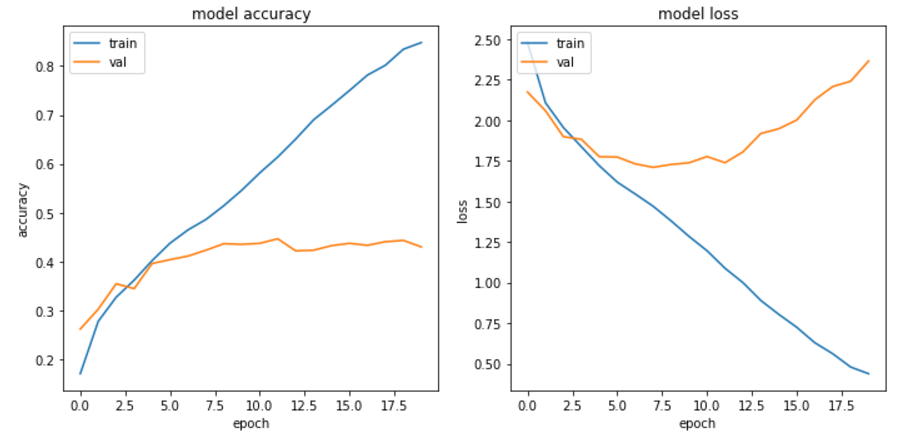 model accuracy
train
val
0.8
0.7
0.6
0.5
0.4
0.3
0.2
accuracy
0.0 2.5 5.0 7.5 10.0 12.5 15.0 17.5
epoch
model loss
train
val
2.50
2.25
2.00
1.75
1.50
1.25
1.00
0.75
0.50
loss
0.0 2.5 5.0 7.5 10.0 12.5 15.0 17.5
epoch